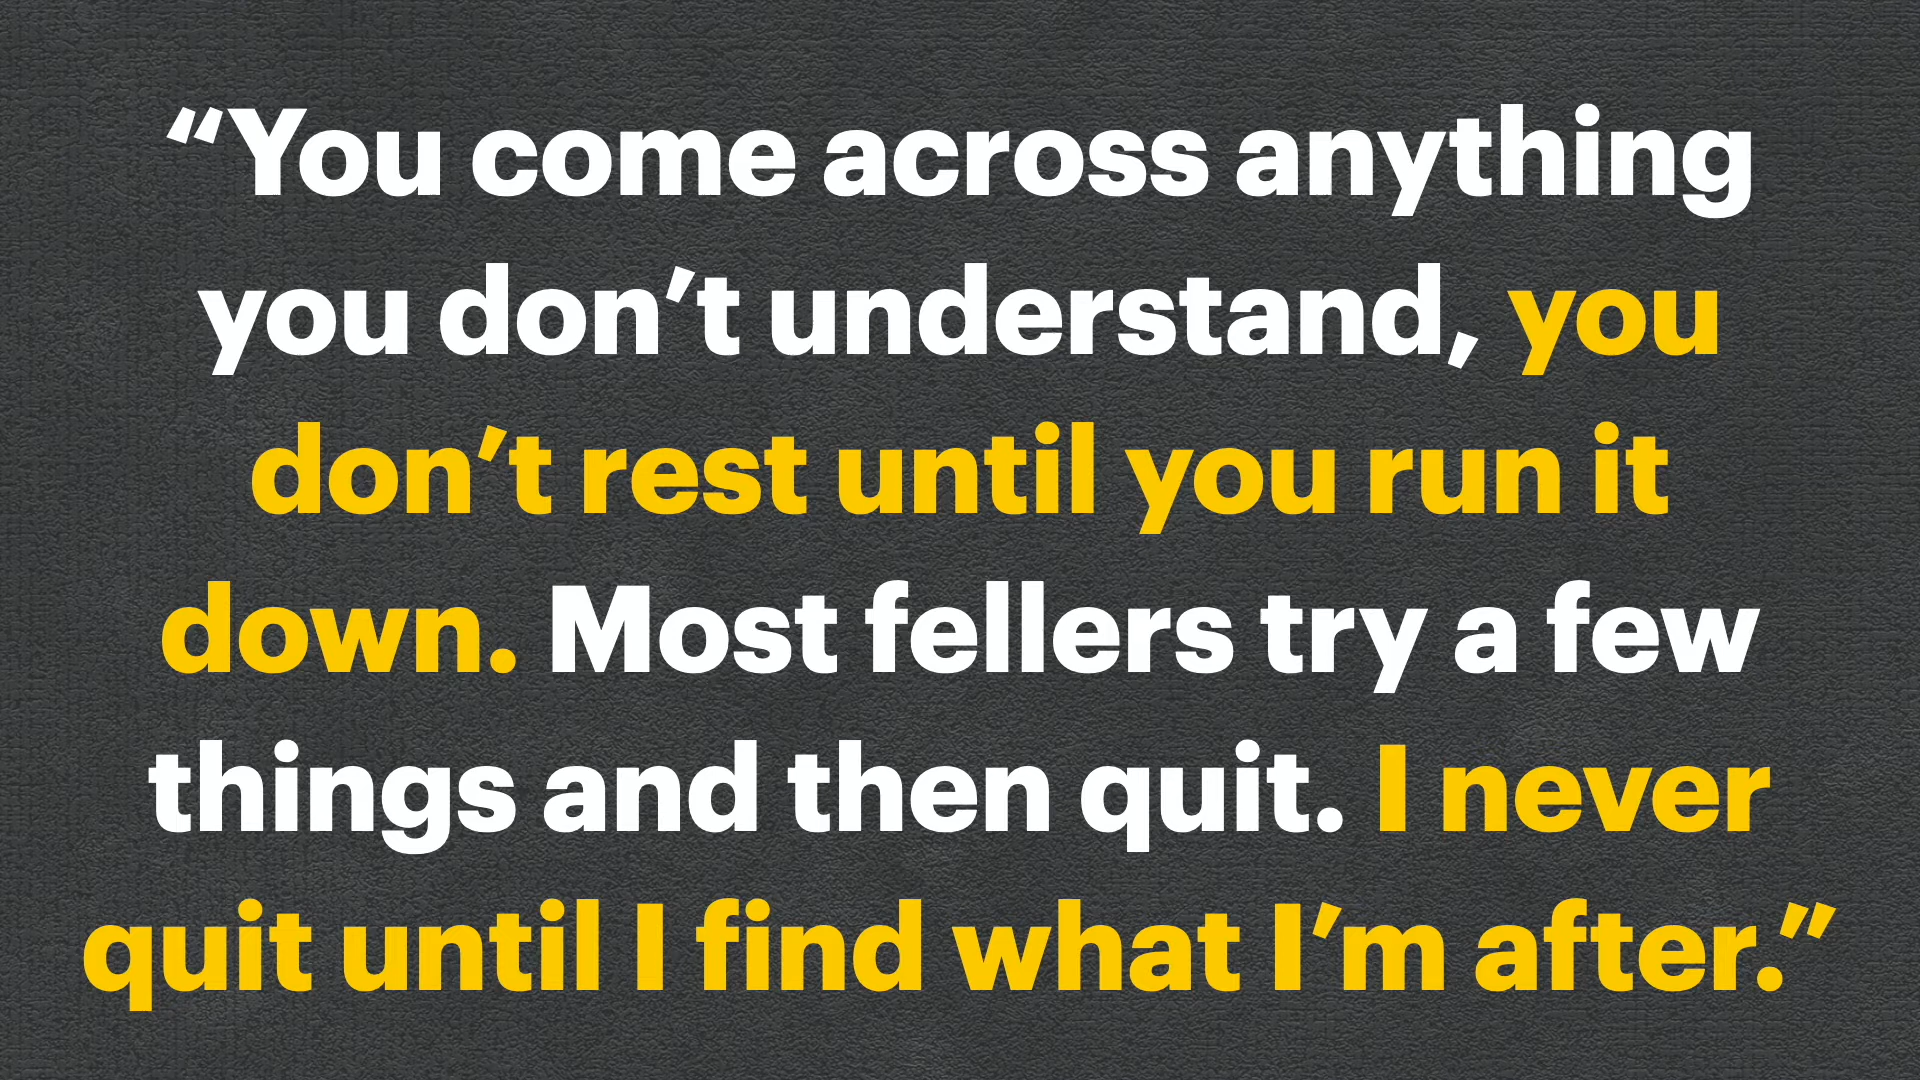 “You come across anything
you don’t understand, you
don’t rest until you run it
down. Most fellers try a few
things and then quit. I never
quit until I find what I’m after.”